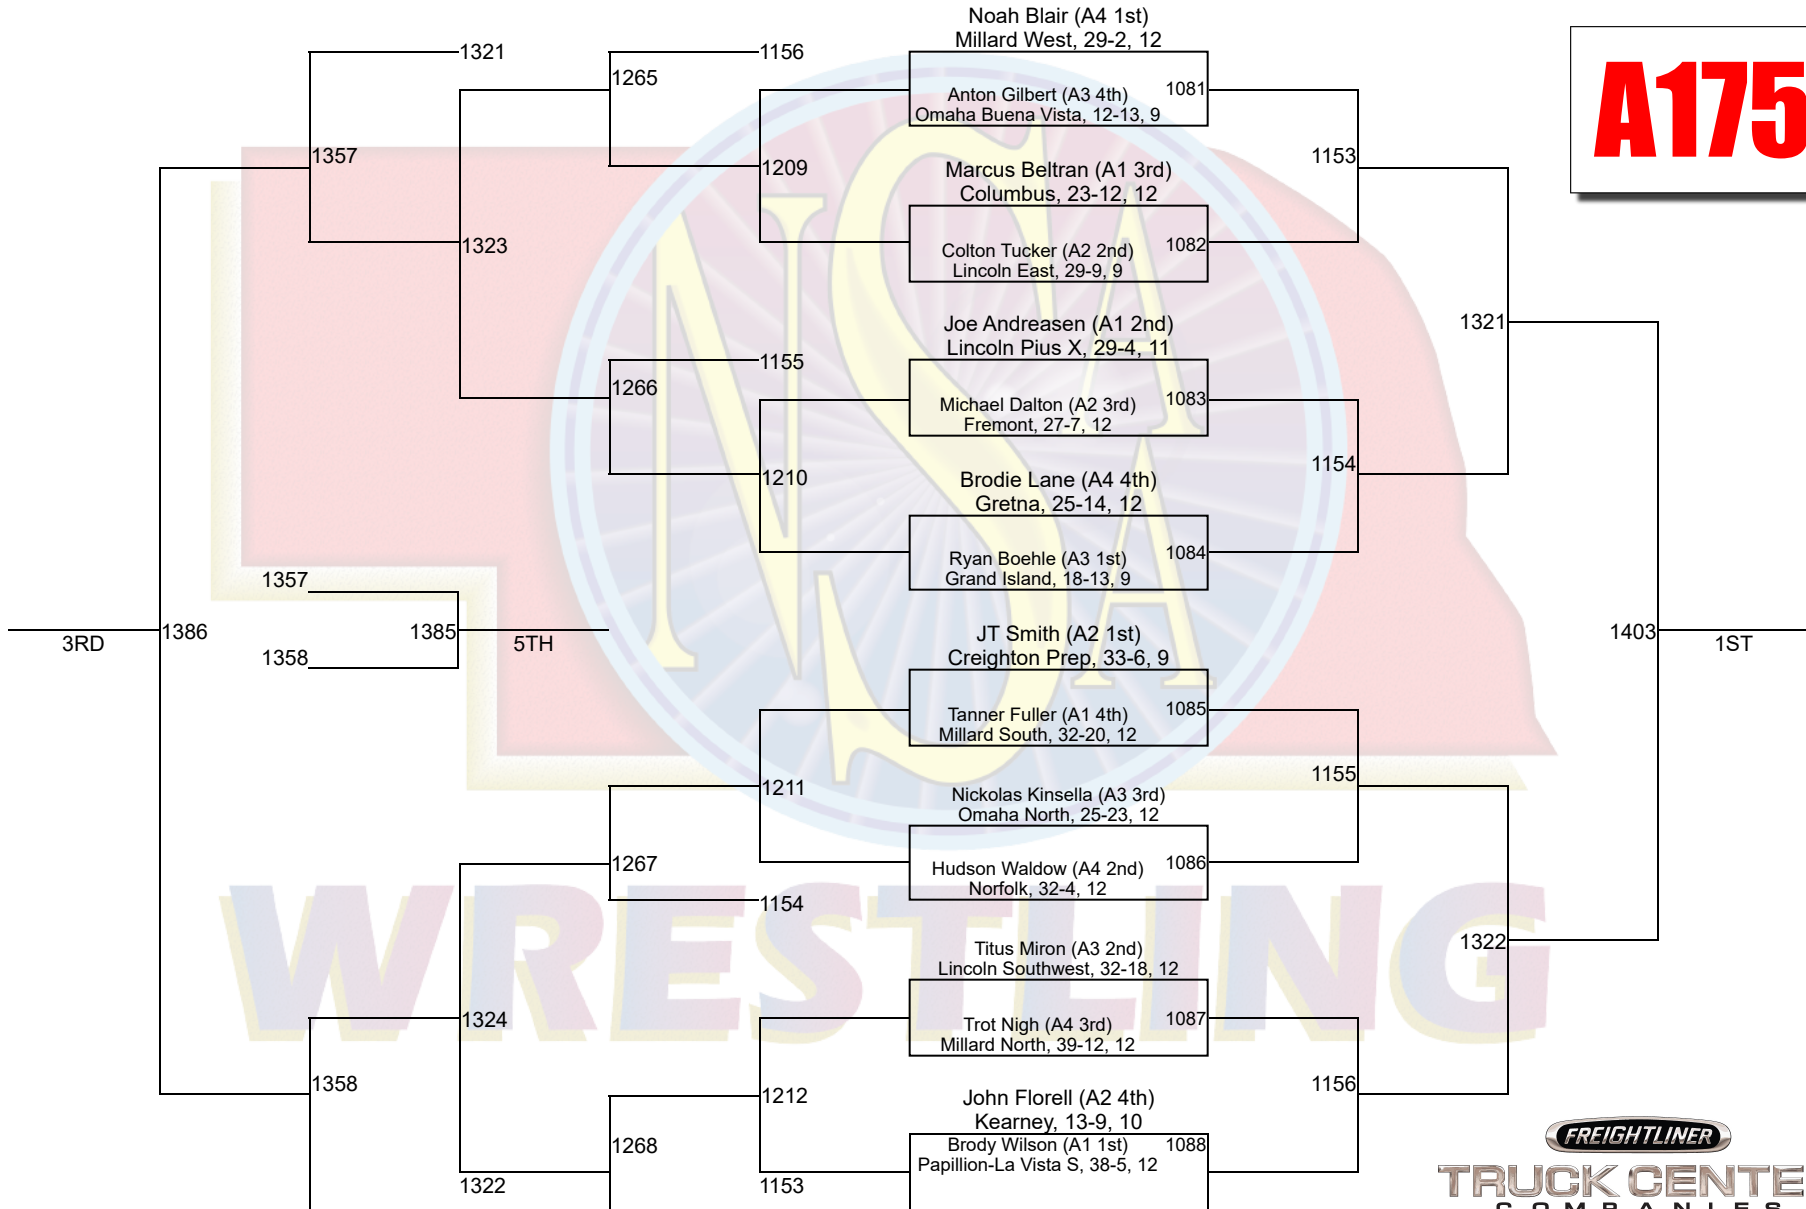 Noah Blair (A4 1st)
Millard West, 29-2, 12
1321
1156
A175
1265
Anton Gilbert (A3 4th)
1081
Omaha Buena Vista, 12-13, 9
1357
1153
1209
Marcus Beltran (A1 3rd)
Columbus, 23-12, 12
1323
Colton Tucker (A2 2nd)
1082
Lincoln East, 29-9, 9
Joe Andreasen (A1 2nd)
1321
Lincoln Pius X, 29-4, 11
1155
1266
Michael Dalton (A2 3rd)
1083
Fremont, 27-7, 12
1154
1210
Brodie Lane (A4 4th)
Gretna, 25-14, 12
Ryan Boehle (A3 1st)
1084
Grand Island, 18-13, 9
1357
1386
1385
JT Smith (A2 1st)
1403
3RD
5TH
1ST
1358
Creighton Prep, 33-6, 9
Tanner Fuller (A1 4th)
1085
Millard South, 32-20, 12
1155
1211
Nickolas Kinsella (A3 3rd)
Omaha North, 25-23, 12
1267
Hudson Waldow (A4 2nd)
1086
Norfolk, 32-4, 12
1154
1322
Titus Miron (A3 2nd)
Lincoln Southwest, 32-18, 12
1324
Trot Nigh (A4 3rd)
1087
Millard North, 39-12, 12
1358
1156
1212
John Florell (A2 4th)
Kearney, 13-9, 10
1268
Brody Wilson (A1 1st)
1088
Papillion-La Vista S, 38-5, 12
1322
1153
NSAA
WRESTLING
FREIGHTLINER
TRUCK CENTE
COMPANIES